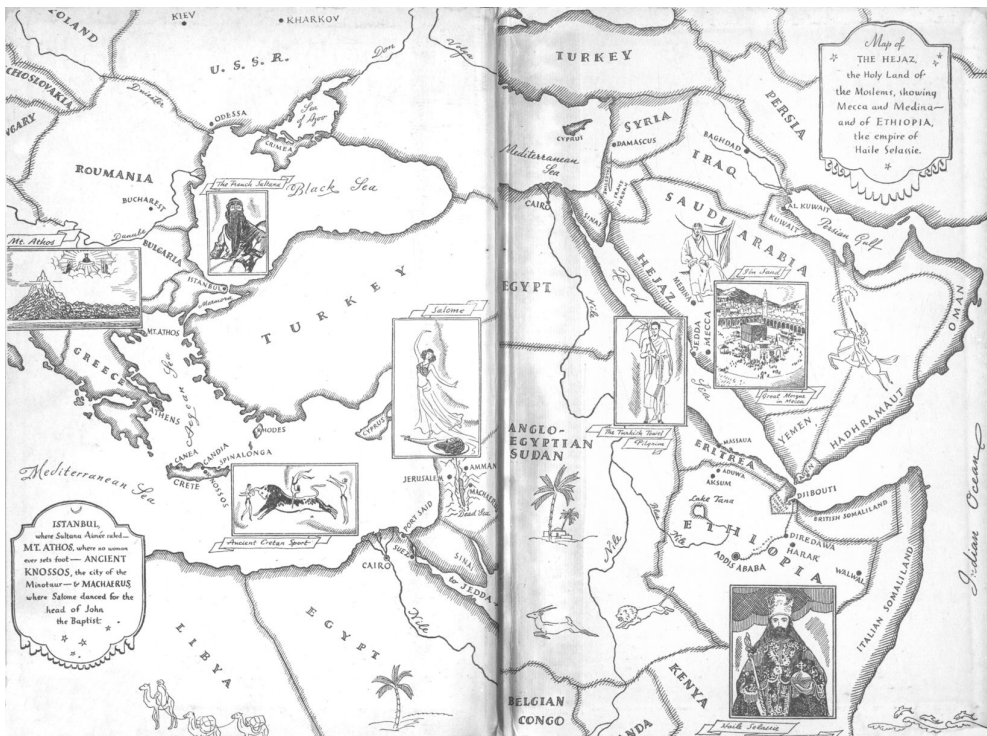 POLAND
KIEV
KHARKOV
U. S. S. R.
Don
Volga
CHOSLOVAKIA
Dniester
GARY
ODESSA
Sea
of Azov
CRIMEA
ROUMANIA
BUCHAREST
The French Sultana
Black Sea
Danube
BULGARIA
Mt. Athos
ISTANBUL
Marmora
MT. ATHOS
TURKEY
GREECE
Aegean Sea
ATHENS
Salome
RHODES
CYPRUS
CANEA
CANDIA
SPINALONGA
CRETE
KNOSSOS
Mediterranean Sea
Ancient Cretan Sport
JERUSALEM
AMMAN
MACHAERUS
Dead Sea
PORT SAID
SUEZ
CAIRO
SINAI
to JEDDA
Nile
LIBYA
EGYPT
ISTANBUL,
where Sultana Aimée ruled—
MT. ATHOS, where no woman
ever sets foot— ANCIENT
KNOSSOS, the city of the
Minotaur— & MACHAERUS,
where Salome danced for the
head of John
the Baptist.
TURKEY
Map of
THE HEJAZ,
the Holy Land of
the Moslems, showing
Mecca and Medina—
and of ETHIOPIA,
the empire of
Haile Selassie.
PERSIA
SYRIA
CYPRUS
DAMASCUS
Mediterranean
Sea
BAGHDAD
IRAQ
CAIRO
SINAI
SAUDI ARABIA
AL KUWAIT
KUWAIT
Persian Gulf
HEJAZ
MEDINA
Ibn Saud
EGYPT
Nile
Red Sea
JEDDA
MECCA
OMAN
Great Mosque
in Mecca
The Turkish Towel
Pilgrim
YEMEN
HADHRAMAUT
ADEN
ANGLO-
EGYPTIAN
SUDAN
MASSAUA
ERITREA
ADUWA
AKSUM
Lake Tana
DJIBOUTI
BRITISH SOMALILAND
Blue Nile
ETHIOPIA
DIREDAWA
HARAR
ADDIS ABABA
WALWAL
Nile
ITALIAN SOMALILAND
Indian Ocean
BELGIAN
CONGO
KENYA
NDA
Haile Selassie